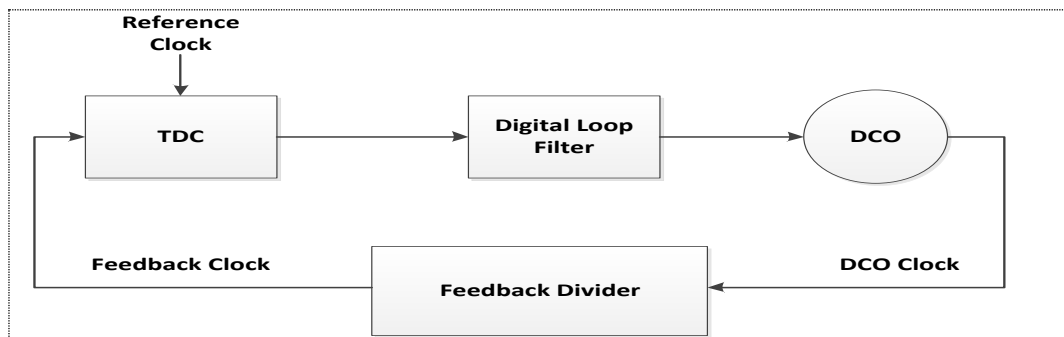 Reference
Clock
TDC
Digital Loop
Filter
DCO
Feedback Clock
DCO Clock
Feedback Divider